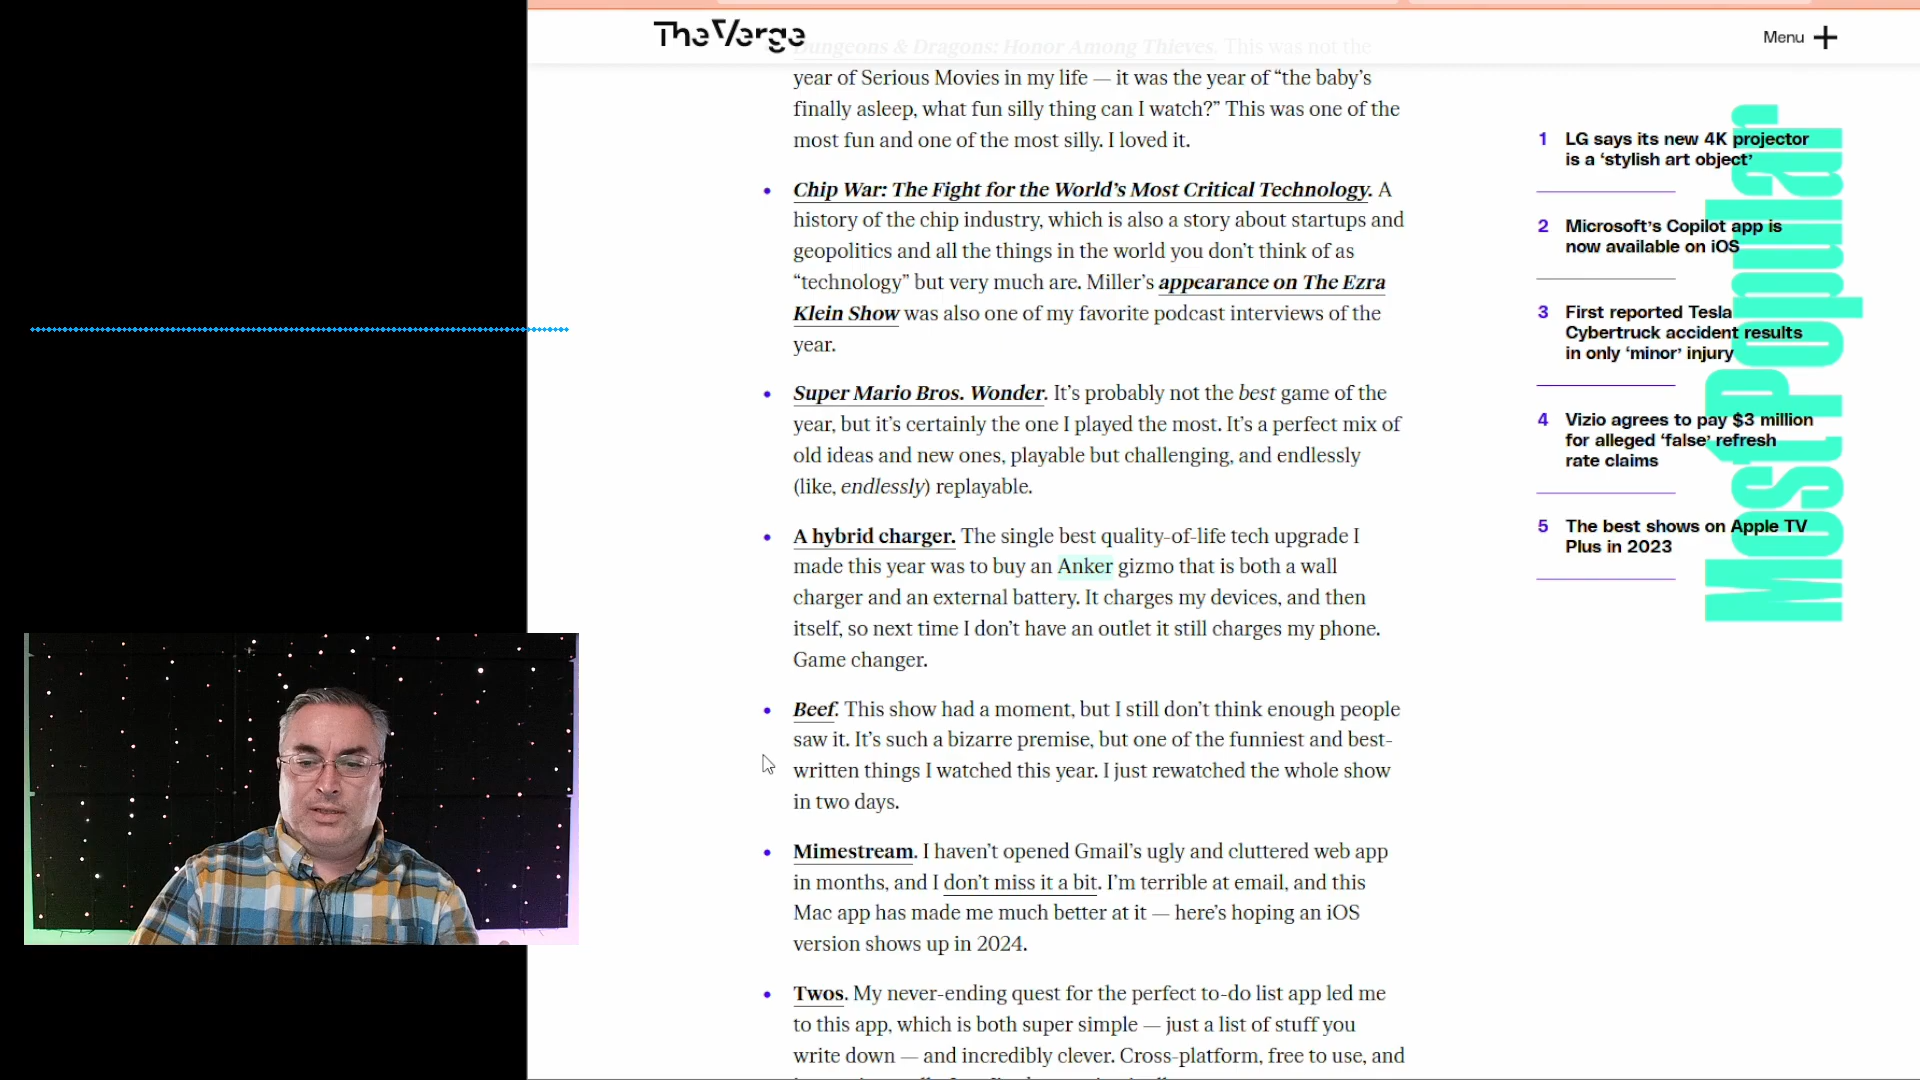 The Verge
Menu
Dungeons & Dragons: Honor Among Thieves. This was not the
year of Serious Movies in my life — it was the year of “the baby’s
finally asleep, what fun silly thing can I watch?” This was one of the
most fun and one of the most silly. I loved it.
Chip War: The Fight for the World’s Most Critical Technology. A
history of the chip industry, which is also a story about startups and
geopolitics and all the things in the world you don’t think of as
“technology” but very much are. Miller’s appearance on The Ezra
Klein Show was also one of my favorite podcast interviews of the
year.
Super Mario Bros. Wonder. It’s probably not the best game of the
year, but it’s certainly the one I played the most. It’s a perfect mix of
old ideas and new ones, playable but challenging, and endlessly
(like, endlessly) replayable.
A hybrid charger. The single best quality-of-life tech upgrade I
made this year was to buy an Anker gizmo that is both a wall
charger and an external battery. It charges my devices, and then
itself, so next time I don’t have an outlet it still charges my phone.
Game changer.
Beef. This show had a moment, but I still don’t think enough people
saw it. It’s such a bizarre premise, but one of the funniest and best-
written things I watched this year. I just rewatched the whole show
in two days.
Mimestream. I haven’t opened Gmail’s ugly and cluttered web app
in months, and I don’t miss it a bit. I’m terrible at email, and this
Mac app has made me much better at it — here’s hoping an iOS
version shows up in 2024.
Twos. My never-ending quest for the perfect to-do list app led me
to this app, which is both super simple — just a list of stuff you
write down — and incredibly clever. Cross-platform, free to use, and
Most Popular
1 LG says its new 4K projector
is a ‘stylish art object’
2 Microsoft’s Copilot app is
now available on iOS
3 First reported Tesla
Cybertruck accident results
in only ‘minor’ injury
4 Vizio agrees to pay $3 million
for alleged ‘false’ refresh
rate claims
5 The best shows on Apple TV
Plus in 2023